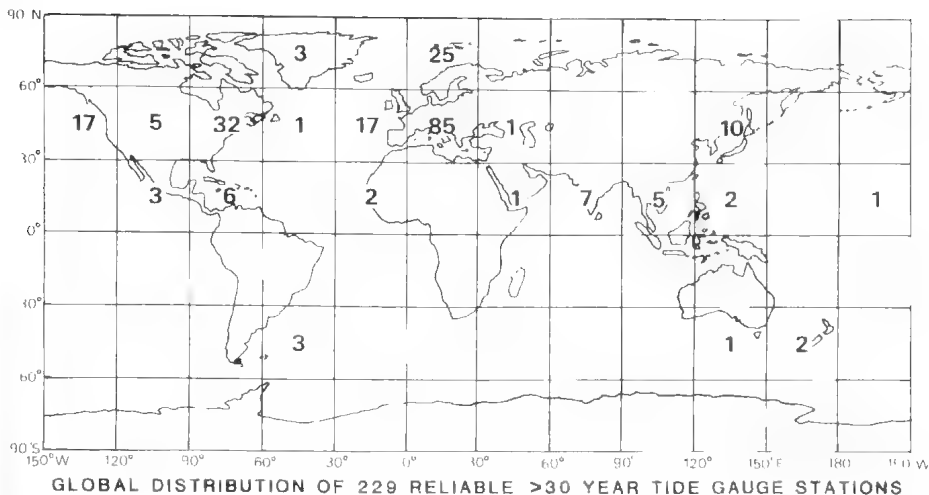 90 N
3
25
60°
17 5 32 1 17 85 1 10
30°
3 6 2 1 7 5 2 1
0°
30°
3 1 2
60°
90°S
150°W 120° 90° 60° 30° 0° 30° 60° 90° 120° 150°E 180
GLOBAL DISTRIBUTION OF 229 RELIABLE >30 YEAR TIDE GAUGE STATIONS